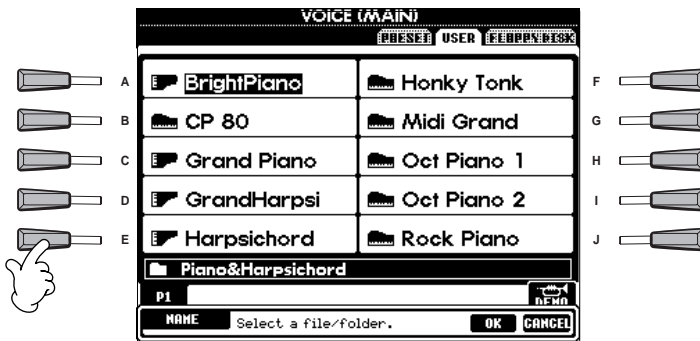 VOICE (MAIN)
PRESET USER FLOPPY DISK
A BrightPiano Honky Tonk F
B CP 80 Midi Grand G
C Grand Piano Oct Piano 1 H
D GrandHarpsi Oct Piano 2 I
E Harpsichord Rock Piano J
Piano&Harpsichord
P1 DEMO
NAME Select a file/folder. OK CANCEL